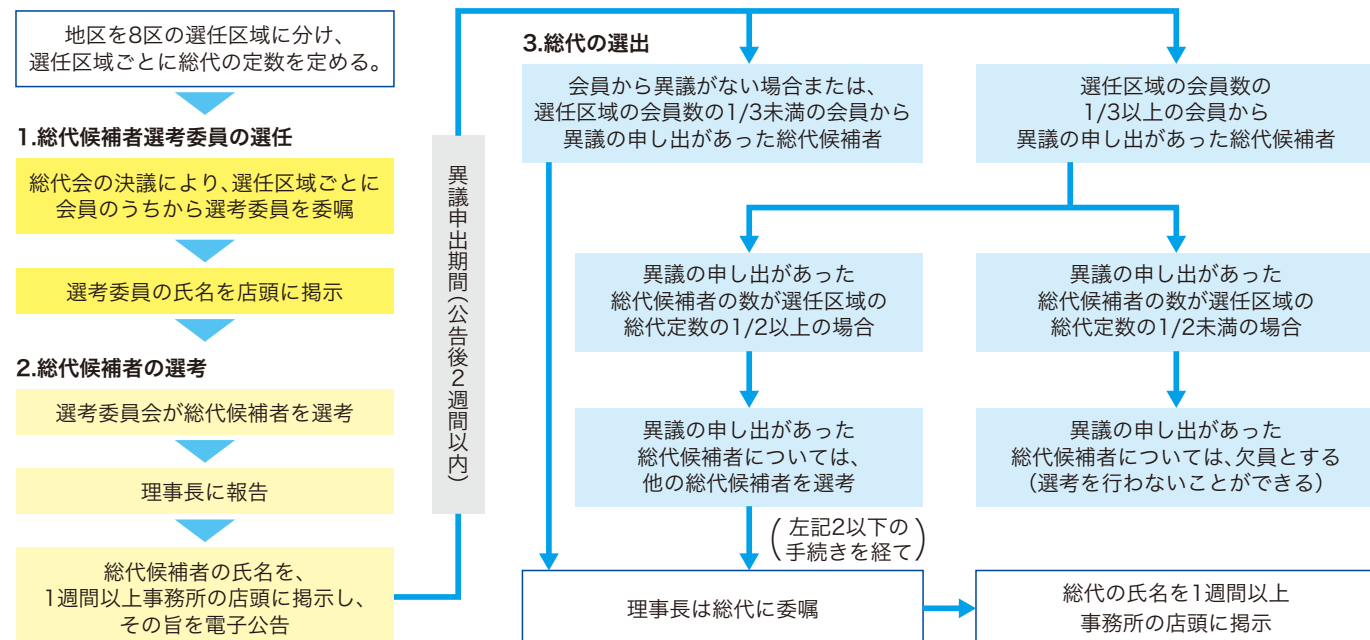 地区を8区の選任区域に分け、
選任区域ごとに総代の定数を定める。
1.総代候補者選考委員の選任
総代会の決議により、選任区域ごとに
会員のうちから選考委員を委嘱
選考委員の氏名を店頭に掲示
2.総代候補者の選考
選考委員会が総代候補者を選考
理事長に報告
総代候補者の氏名を、
1週間以上事務所の店頭に掲示し、
その旨を電子公告
異議申出期間(公告後2週間以内)
3.総代の選出
会員から異議がない場合または、
選任区域の会員数の1/3未満の会員から
異議の申し出があった総代候補者
選任区域の会員数の
1/3以上の会員から
異議の申し出があった総代候補者
異議の申し出があった
総代候補者の数が選任区域の
総代定数の1/2以上の場合
異議の申し出があった
総代候補者の数が選任区域の
総代定数の1/2未満の場合
異議の申し出があった
総代候補者については、
他の総代候補者を選考
異議の申し出があった
総代候補者については、欠員とする
(選考を行わないことができる)
(左記2以下の
手続きを経て)
理事長は総代に委嘱
総代の氏名を1週間以上
事務所の店頭に掲示